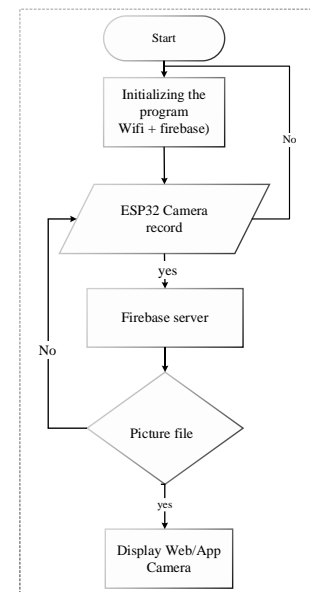 Start
Initializing the
program
Wifi + firebase)
No
ESP32 Camera
record
yes
Firebase server
No
Picture file
yes
Display Web/App
Camera